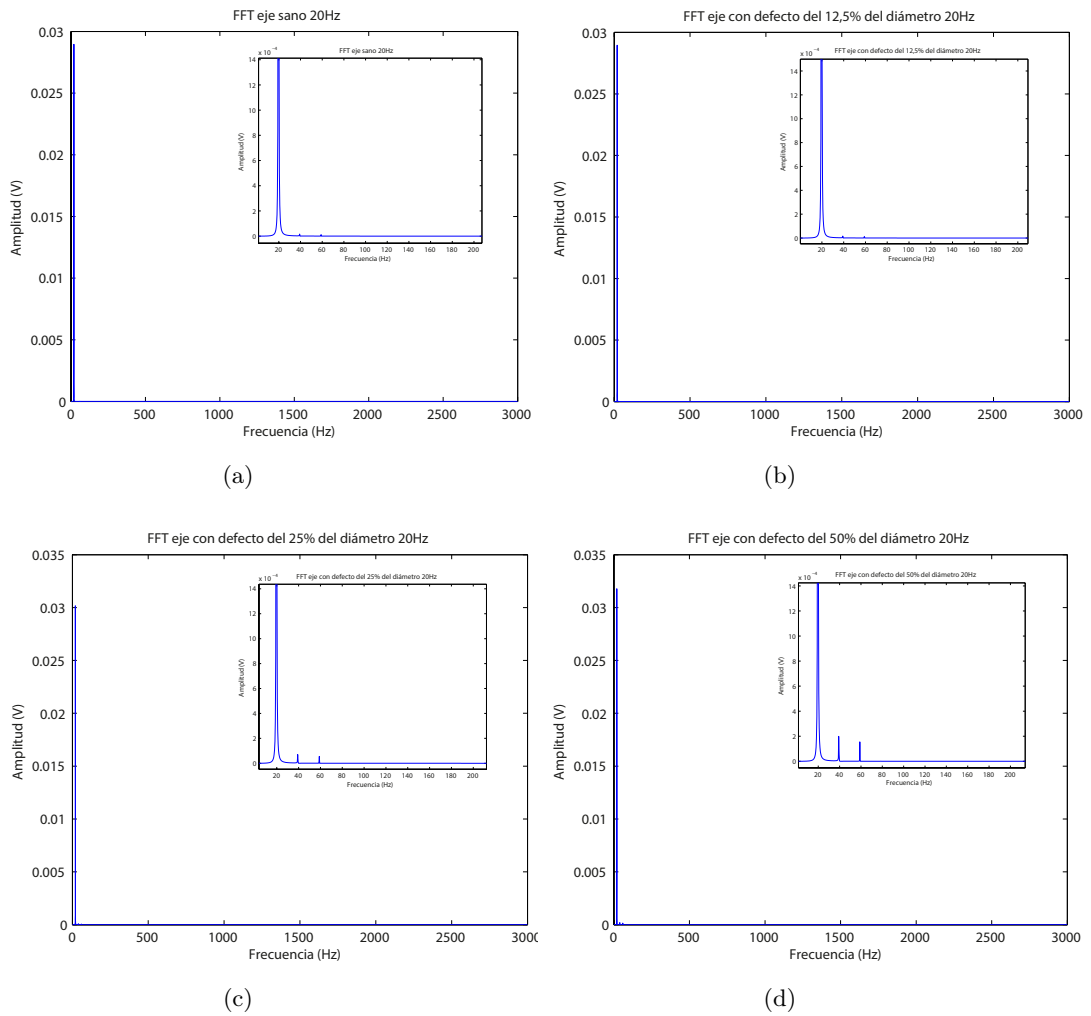 FFT eje sano 20Hz
0.03
0.025
0.02
0.015
0.01
0.005
0
Amplitud (V)
0 500 1000 1500 2000 2500 3000
Frecuencia (Hz)
FFT eje sano 20Hz
x 10⁻⁴
14
12
10
8
6
4
2
0
Amplitud (V)
20 40 60 80 100 120 140 160 180 200
Frecuencia (Hz)
(a)
FFT eje con defecto del 12,5% del diámetro 20Hz
0.03
0.025
0.02
0.015
0.01
0.005
0
Amplitud (V)
0 500 1000 1500 2000 2500 3000
Frecuencia (Hz)
FFT eje con defecto del 12,5% del diámetro 20Hz
x 10⁻⁴
14
12
10
8
6
4
2
0
Amplitud (V)
20 40 60 80 100 120 140 160 180 200
Frecuencia (Hz)
(b)
FFT eje con defecto del 25% del diámetro 20Hz
0.035
0.03
0.025
0.02
0.015
0.01
0.005
0
Amplitud (V)
0 500 1000 1500 2000 2500 3000
Frecuencia (Hz)
FFT eje con defecto del 25% del diámetro 20Hz
x 10⁻⁴
14
12
10
8
6
4
2
0
Amplitud (V)
20 40 60 80 100 120 140 160 180 200
Frecuencia (Hz)
(c)
FFT eje con defecto del 50% del diámetro 20Hz
0.035
0.03
0.025
0.02
0.015
0.01
0.005
0
Amplitud (V)
0 500 1000 1500 2000 2500 3000
Frecuencia (Hz)
FFT eje con defecto del 50% del diámetro 20Hz
x 10⁻⁴
14
12
10
8
6
4
2
0
Amplitud (V)
20 40 60 80 100 120 140 160 180 200
Frecuencia (Hz)
(d)